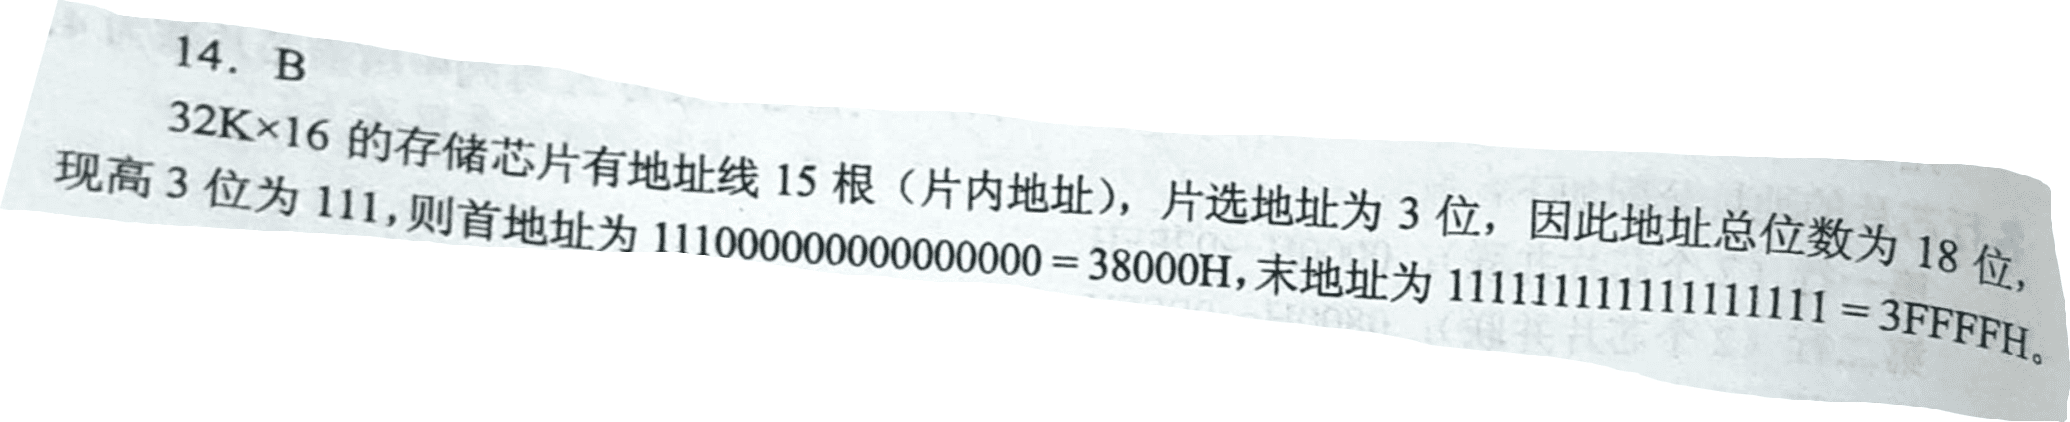 14. B
32K×16 的存储芯片有地址线 15 根（片内地址），片选地址为 3 位，因此地址总位数为 18 位，
现高 3 位为 111，则首地址为 111000000000000000 = 38000H，末地址为 111111111111111111 = 3FFFFH。